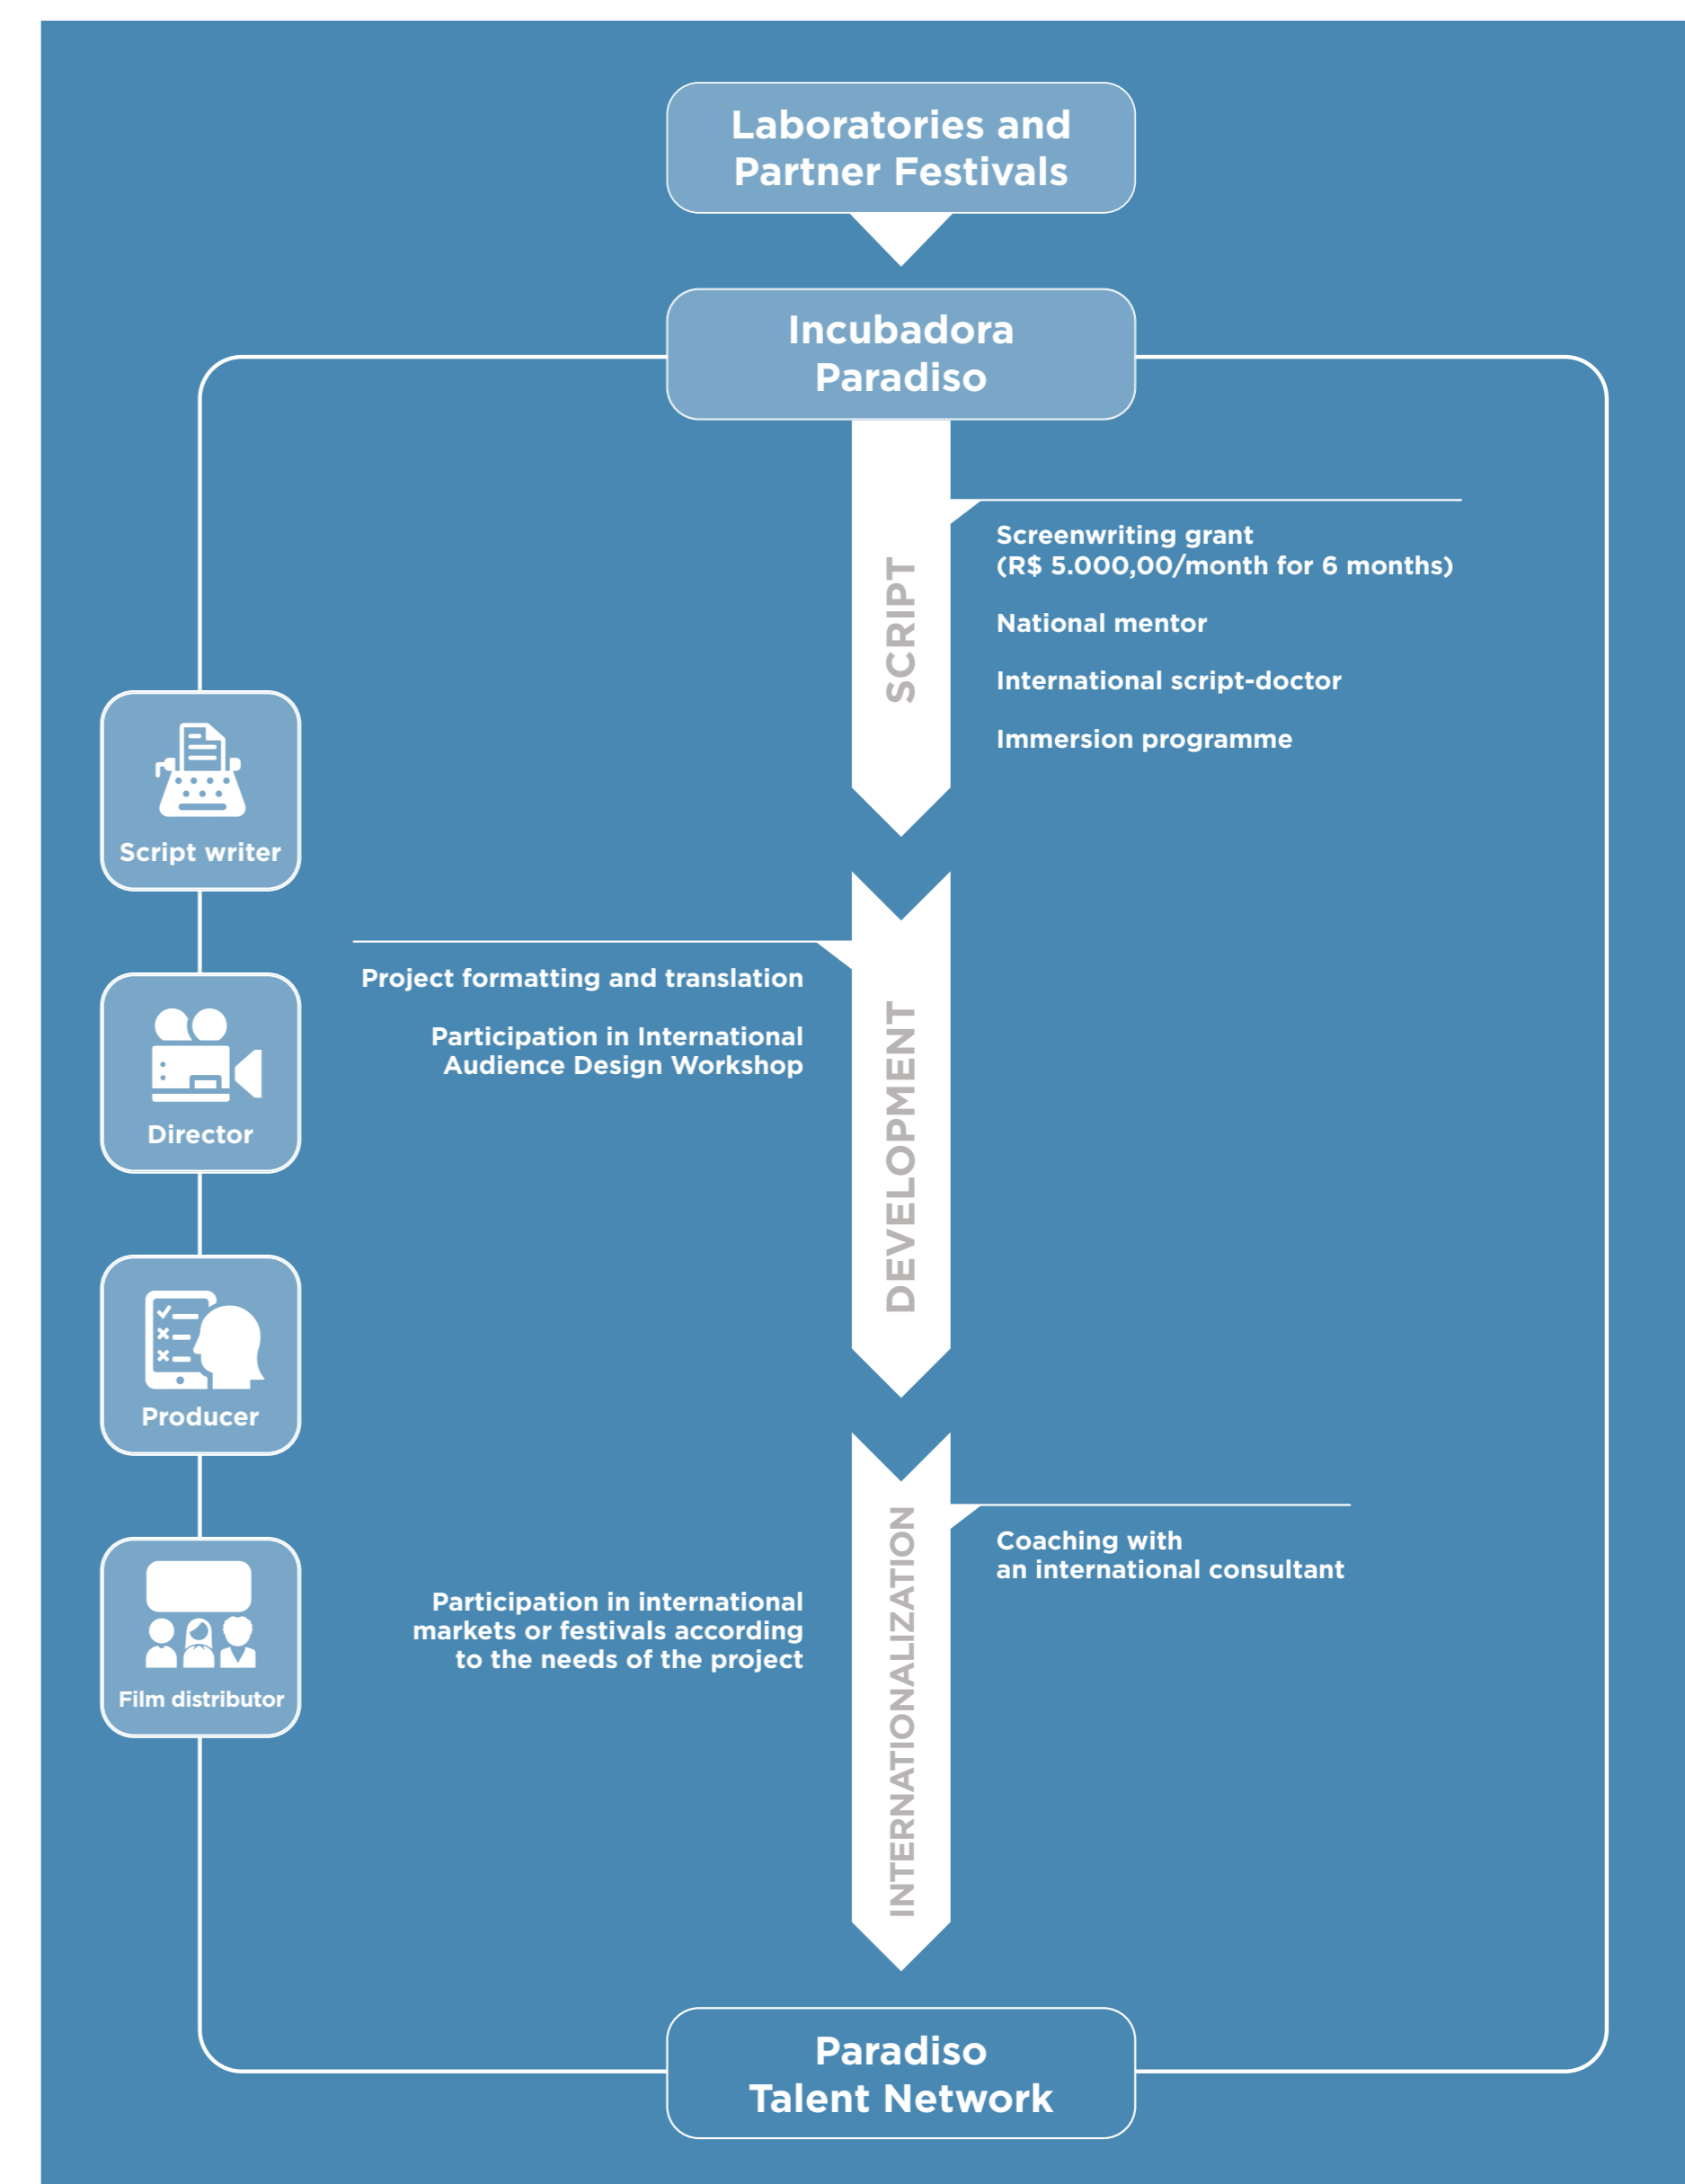 Laboratories and
Partner Festivals
Incubadora
Paradiso
SCRIPT
Screenwriting grant
(R$ 5.000,00/month for 6 months)
National mentor
International script-doctor
Immersion programme
Script writer
Project formatting and translation
Participation in International
Audience Design Workshop
DEVELOPMENT
Director
Producer
INTERNATIONALIZATION
Coaching with
an international consultant
Participation in international
markets or festivals according
to the needs of the project
Film distributor
Paradiso
Talent Network